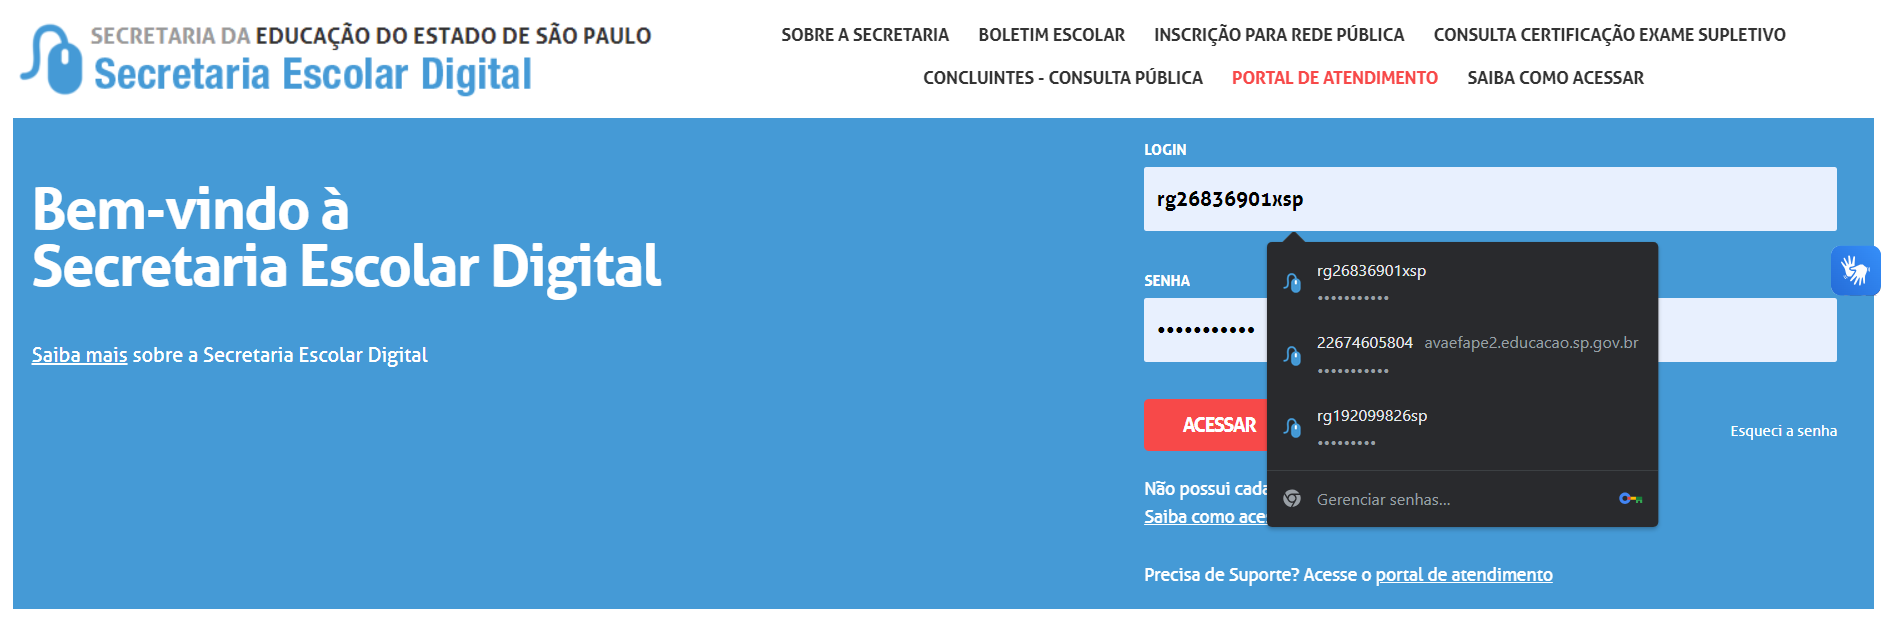 SECRETARIA DA EDUCAÇÃO DO ESTADO DE SÃO PAULO
Secretaria Escolar Digital
SOBRE A SECRETARIA BOLETIM ESCOLAR INSCRIÇÃO PARA REDE PÚBLICA CONSULTA CERTIFICAÇÃO EXAME SUPLETIVO
CONCLUINTES - CONSULTA PÚBLICA PORTAL DE ATENDIMENTO SAIBA COMO ACESSAR
Bem-vindo à
Secretaria Escolar Digital
Saiba mais sobre a Secretaria Escolar Digital
LOGIN
rg26836901xsp
SENHA
•••••••••••
rg26836901xsp
•••••••••••
22674605804 avaefape2.educacao.sp.gov.br
•••••••••••
rg192099826sp
•••••••••
Gerenciar senhas...
ACESSAR
Esqueci a senha
Não possui cada
Saiba como ace
Precisa de Suporte? Acesse o portal de atendimento